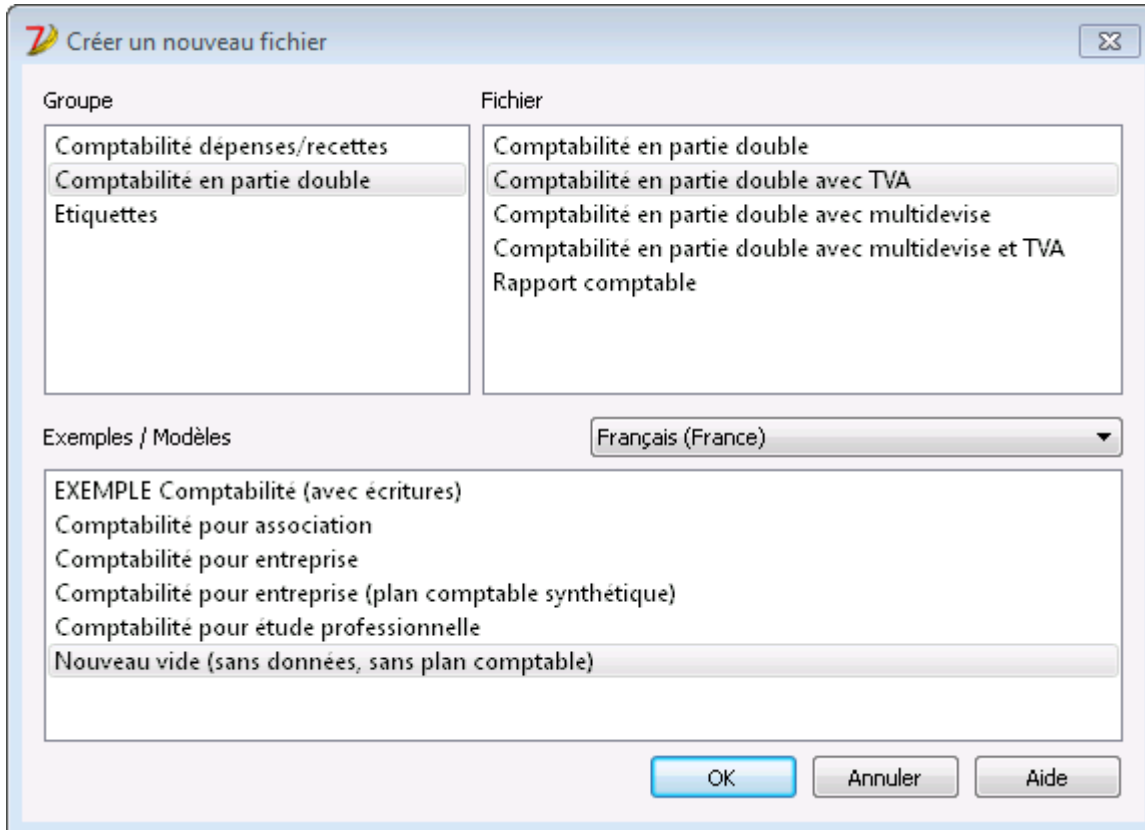 Créer un nouveau fichier
Groupe
Fichier
Comptabilité dépenses/recettes
Comptabilité en partie double
Etiquettes
Comptabilité en partie double
Comptabilité en partie double avec TVA
Comptabilité en partie double avec multidevise
Comptabilité en partie double avec multidevise et TVA
Rapport comptable
Exemples / Modèles
Français (France)
EXEMPLE Comptabilité (avec écritures)
Comptabilité pour association
Comptabilité pour entreprise
Comptabilité pour entreprise (plan comptable synthétique)
Comptabilité pour étude professionnelle
Nouveau vide (sans données, sans plan comptable)
OK
Annuler
Aide